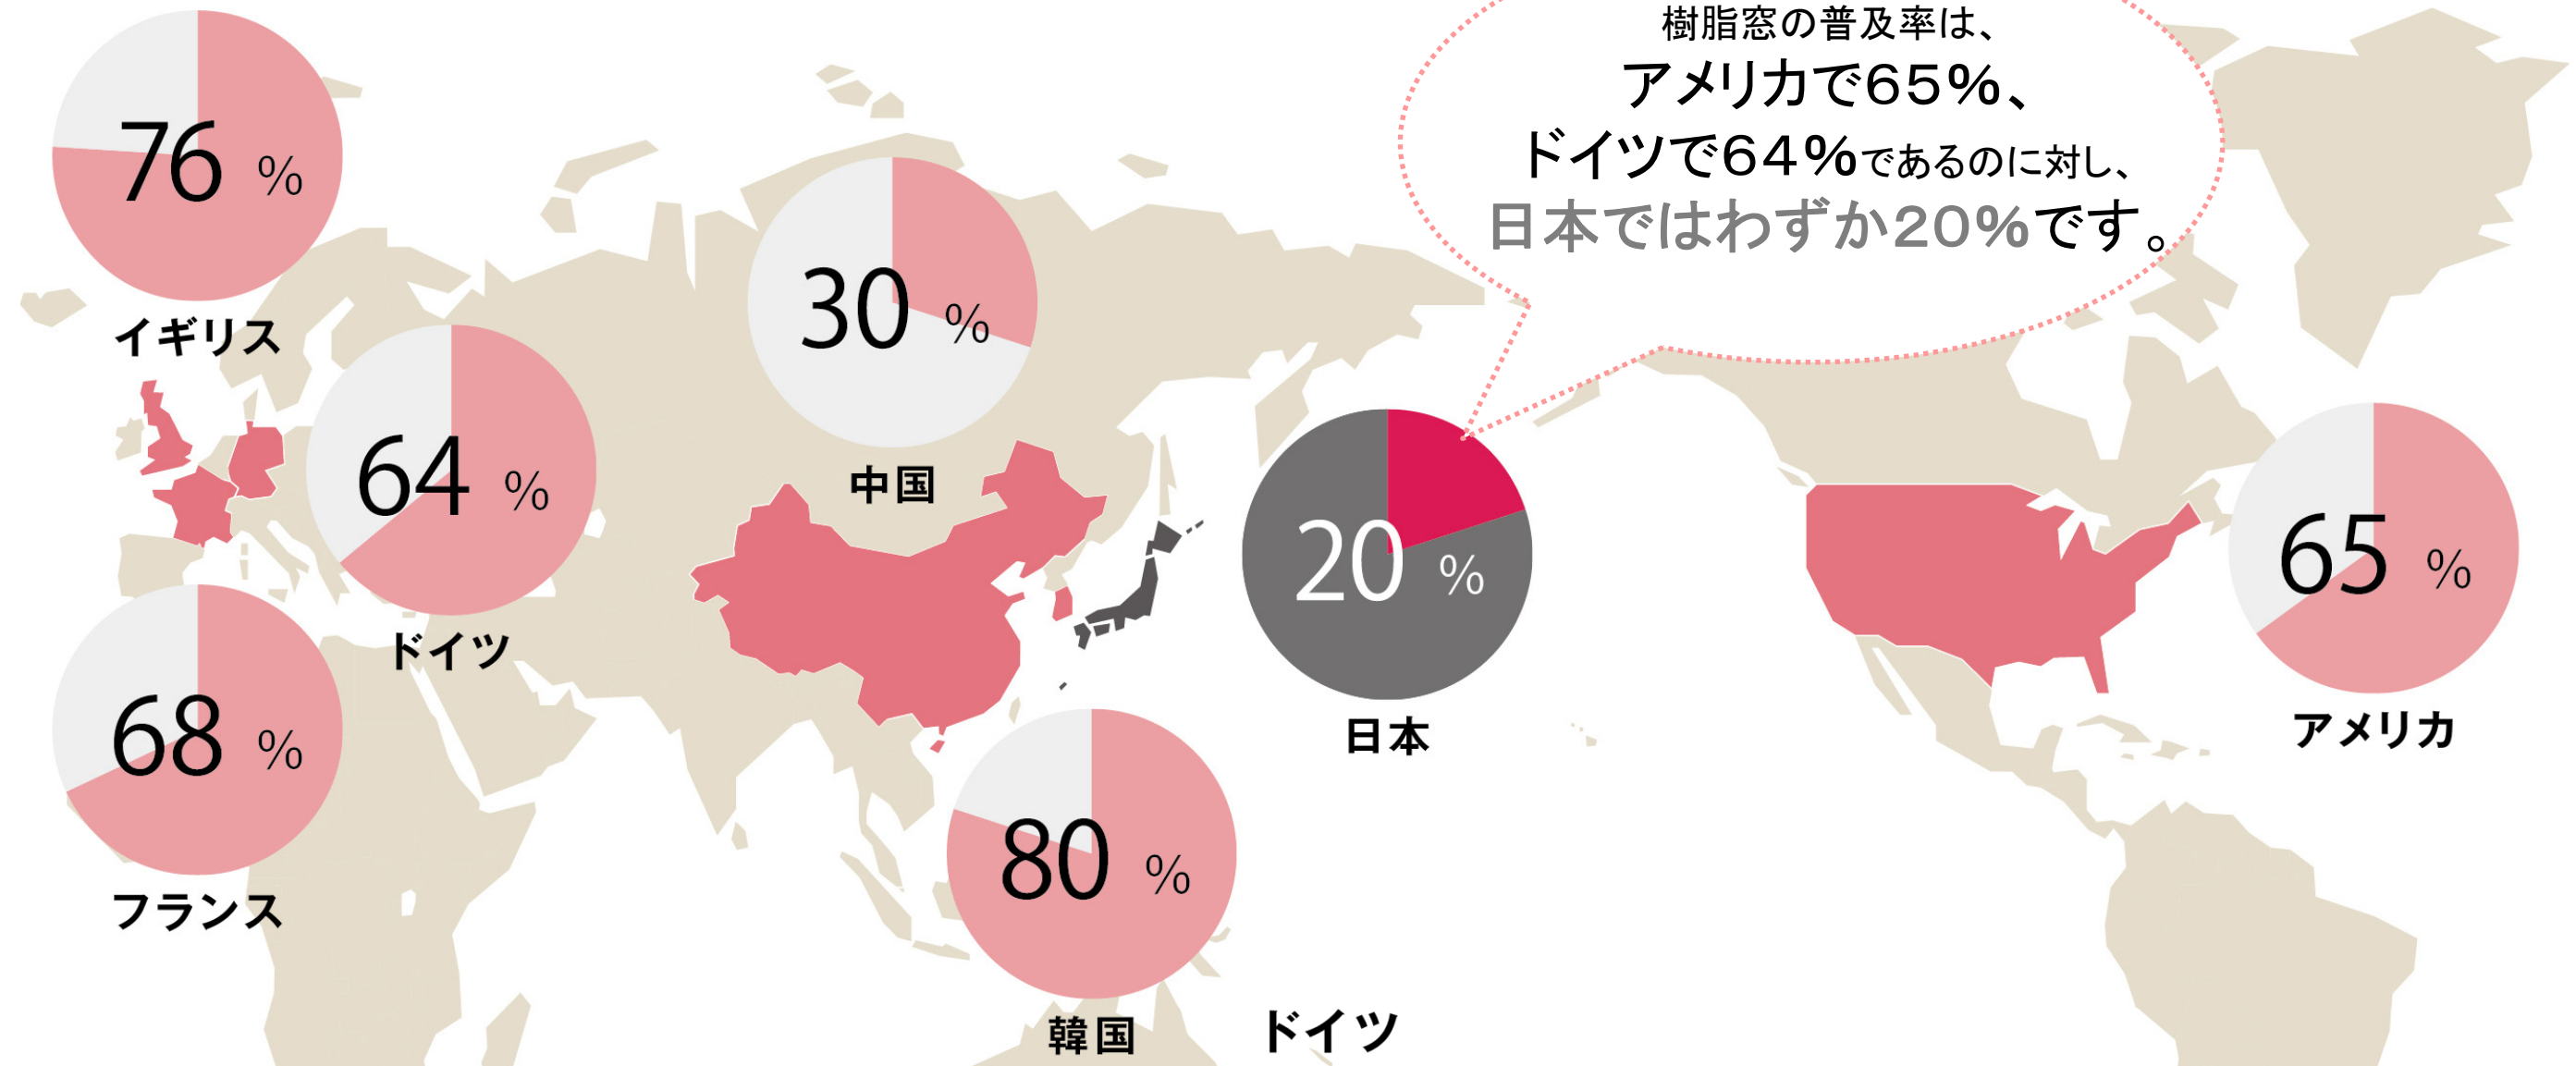 樹脂窓の普及率は、
アメリカで65%、
ドイツで64%であるのに対し、
日本ではわずか20%です。
76 %
イギリス
30 %
中国
64 %
ドイツ
20 %
日本
65 %
アメリカ
68 %
フランス
80 %
韓国
ドイツ